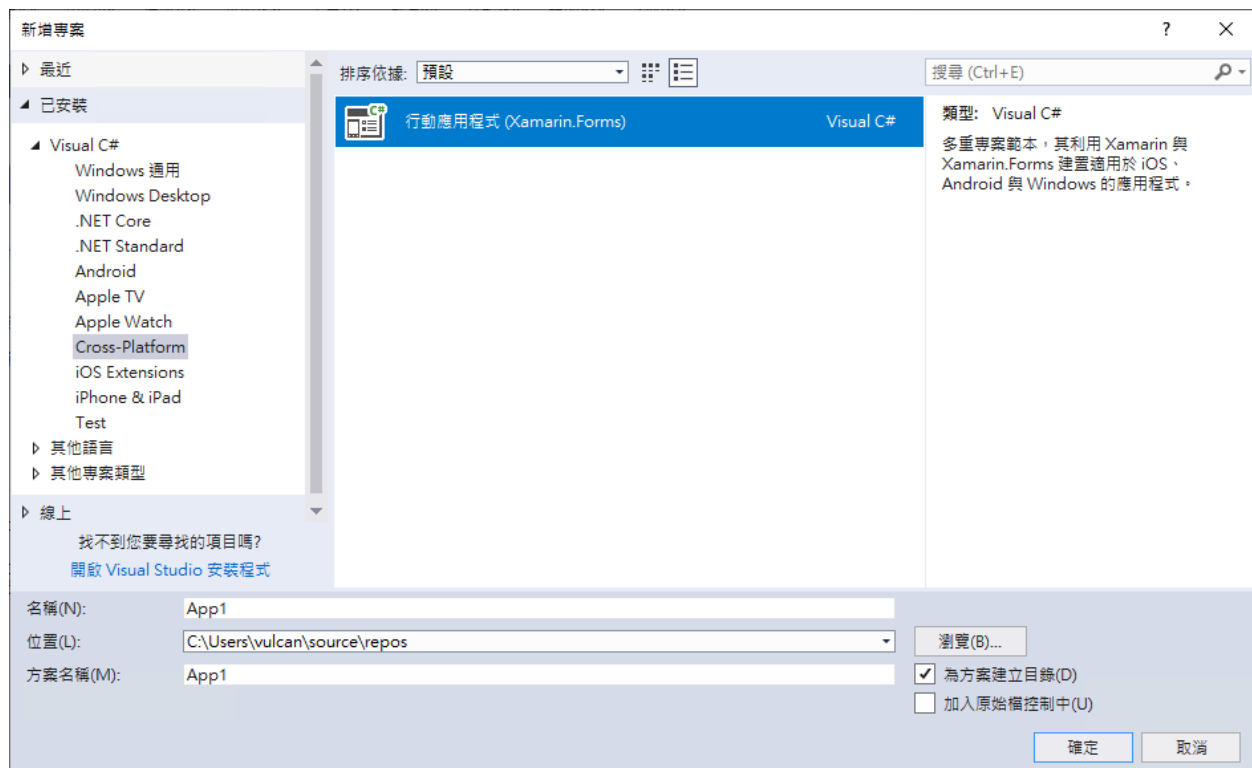 新增專案
?
最近
已安裝
Visual C#
Windows 通用
Windows Desktop
.NET Core
.NET Standard
Android
Apple TV
Apple Watch
Cross-Platform
iOS Extensions
iPhone & iPad
Test
其他語言
其他專案類型
線上
找不到您要尋找的項目嗎?
開啟 Visual Studio 安裝程式
排序依據: 預設
C#
行動應用程式 (Xamarin.Forms) Visual C#
搜尋 (Ctrl+E)
類型: Visual C#
多重專案範本，其利用 Xamarin 與
Xamarin.Forms 建置適用於 iOS、
Android 與 Windows 的應用程式。
名稱(N): App1
位置(L): C:\Users\vulcan\source\repos
瀏覽(B)...
方案名稱(M): App1
為方案建立目錄(D)
加入原始檔控制中(U)
確定
取消